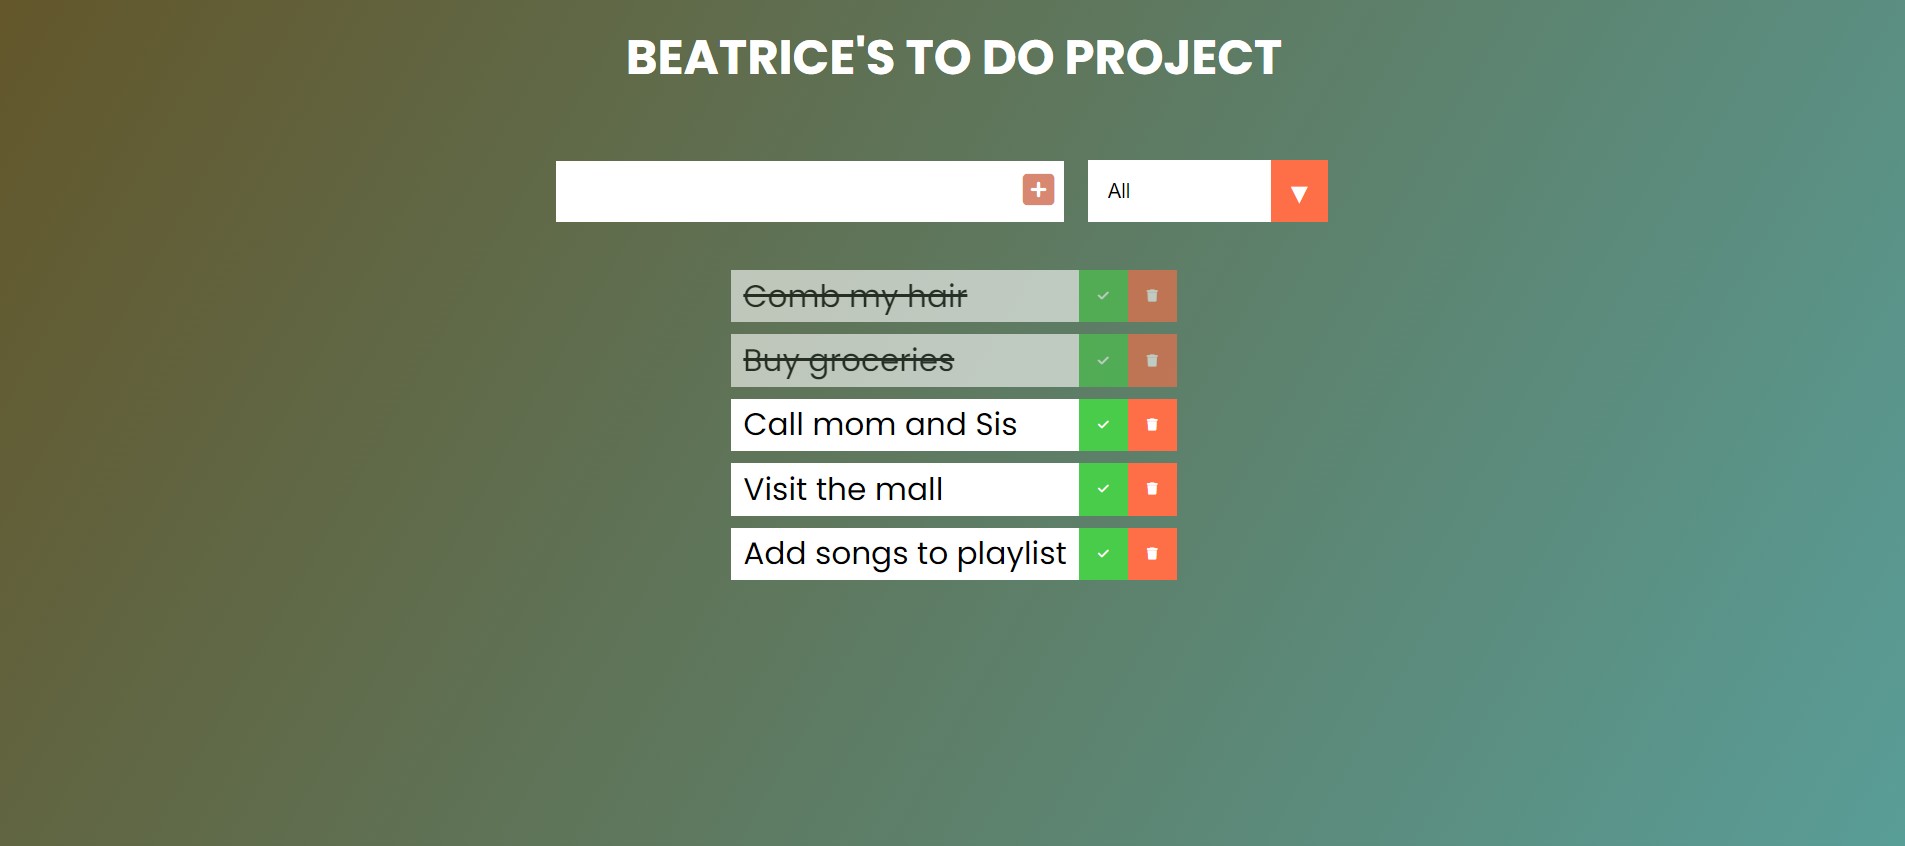 BEATRICE'S TO DO PROJECT
All
Comb my hair
Buy groceries
Call mom and Sis
Visit the mall
Add songs to playlist